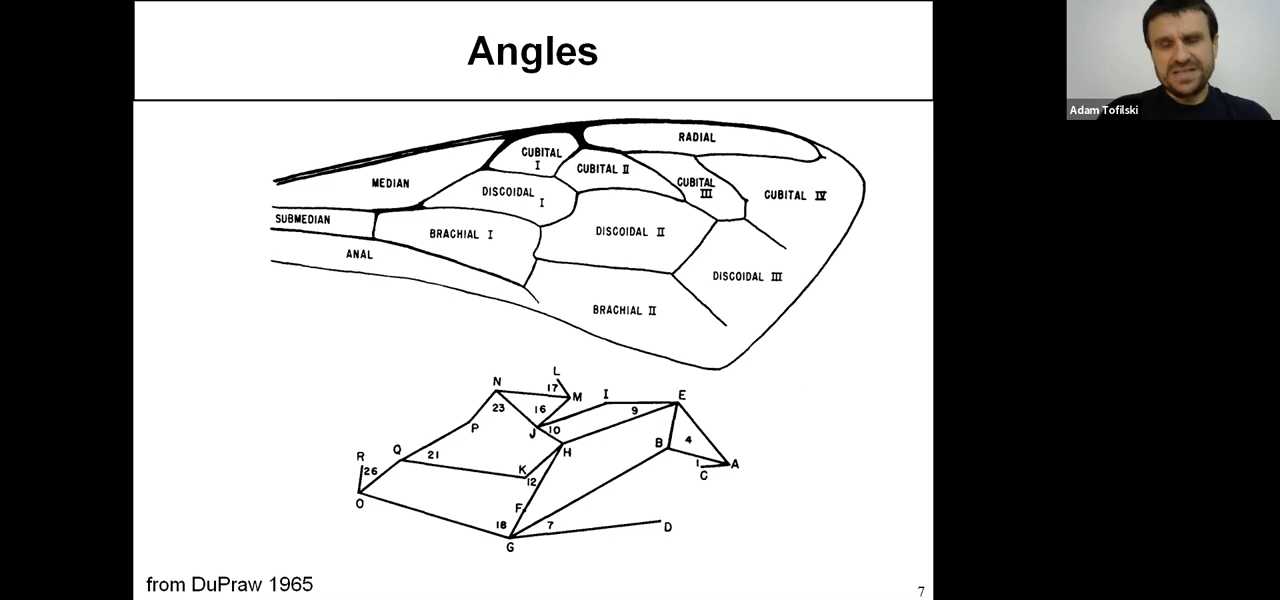 Angles
Adam Tofilski
RADIAL
CUBITAL
I
CUBITAL II
CUBITAL
III
CUBITAL IV
MEDIAN
DISCOIDAL
I
SUBMEDIAN
BRACHIAL I
DISCOIDAL II
ANAL
DISCOIDAL III
BRACHIAL II
L
N 17 M I E
23 16 9
P J 10
Q 21 H B 4
R 26 K 12 1 C A
O F
18 7 D
G
from DuPraw 1965
7